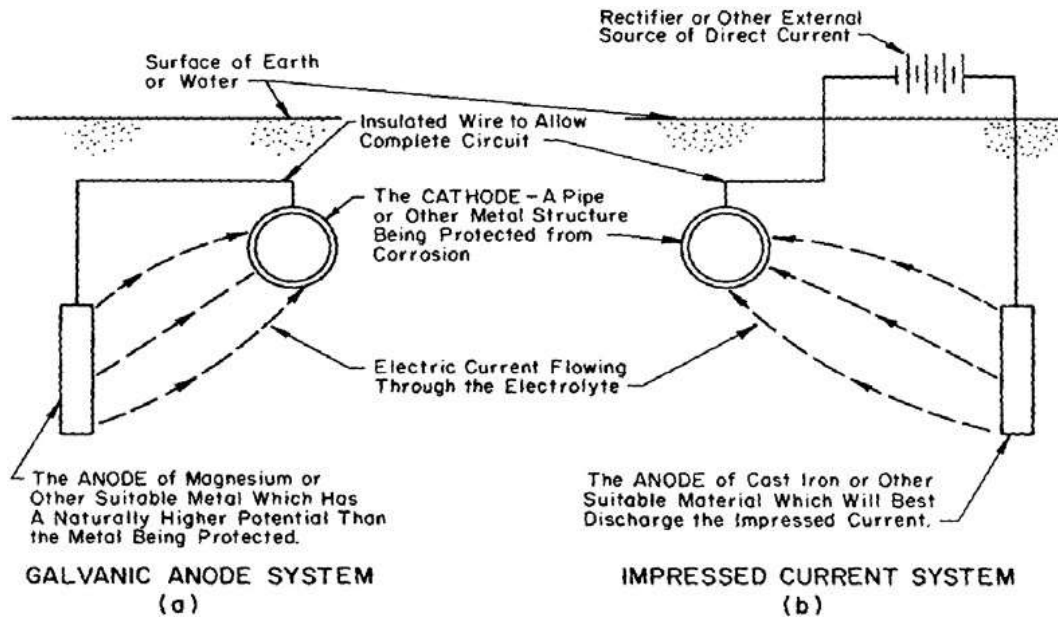 Rectifier or Other External
Source of Direct Current
Surface of Earth
or Water
Insulated Wire to Allow
Complete Circuit
The CATHODE - A Pipe
or Other Metal Structure
Being Protected from
Corrosion
Electric Current Flowing
Through the Electrolyte
The ANODE of Magnesium or
Other Suitable Metal Which Has
A Naturally Higher Potential Than
the Metal Being Protected.
The ANODE of Cast Iron or Other
Suitable Material Which Will Best
Discharge the Impressed Current.
GALVANIC ANODE SYSTEM
(a)
IMPRESSED CURRENT SYSTEM
(b)